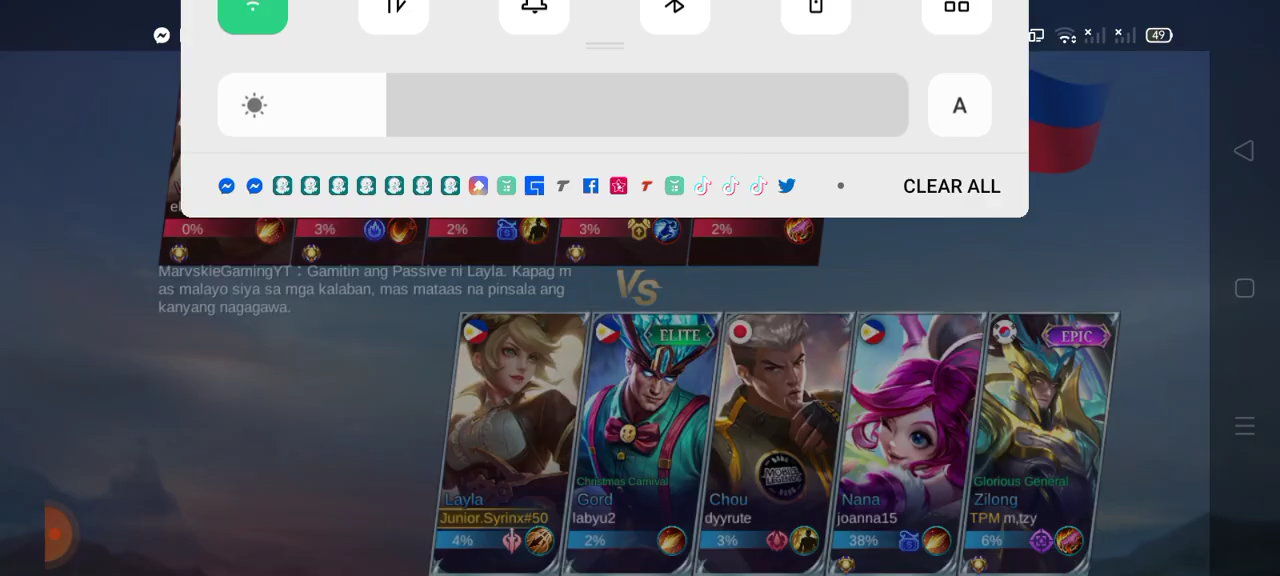 49
A
CLEAR ALL
0%
3%
2%
3%
2%
MarvskieGamingYT : Gamitin ang Passive ni Layla. Kapag m
as malayo siya sa mga kalaban, mas mataas na pinsala ang
kanyang nagagawa.
VS
ELITE
EPIC
MOBILE LEGENDS
Christmas Carnival
Glorious General
Layla
Gord
Chou
Nana
Zilong
Junior.Syrinx#50
labyu2
dyyrute
joanna15
TPM m,tzy
4%
2%
3%
38%
6%